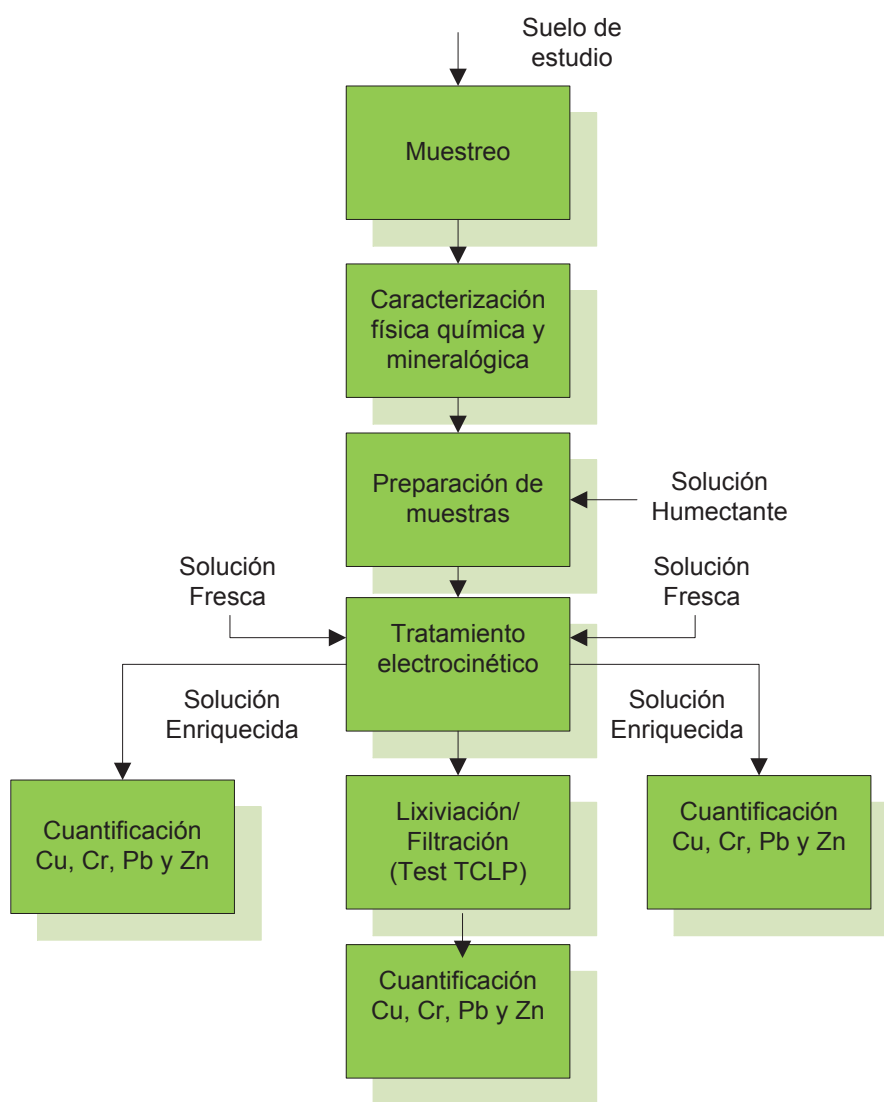 Suelo de
estudio
Muestreo
Caracterización
física química y
mineralógica
Preparación de
muestras
Solución
Humectante
Solución
Fresca
Solución
Fresca
Tratamiento
electrocinético
Solución
Enriquecida
Solución
Enriquecida
Cuantificación
Cu, Cr, Pb y Zn
Lixiviación/
Filtración
(Test TCLP)
Cuantificación
Cu, Cr, Pb y Zn
Cuantificación
Cu, Cr, Pb y Zn